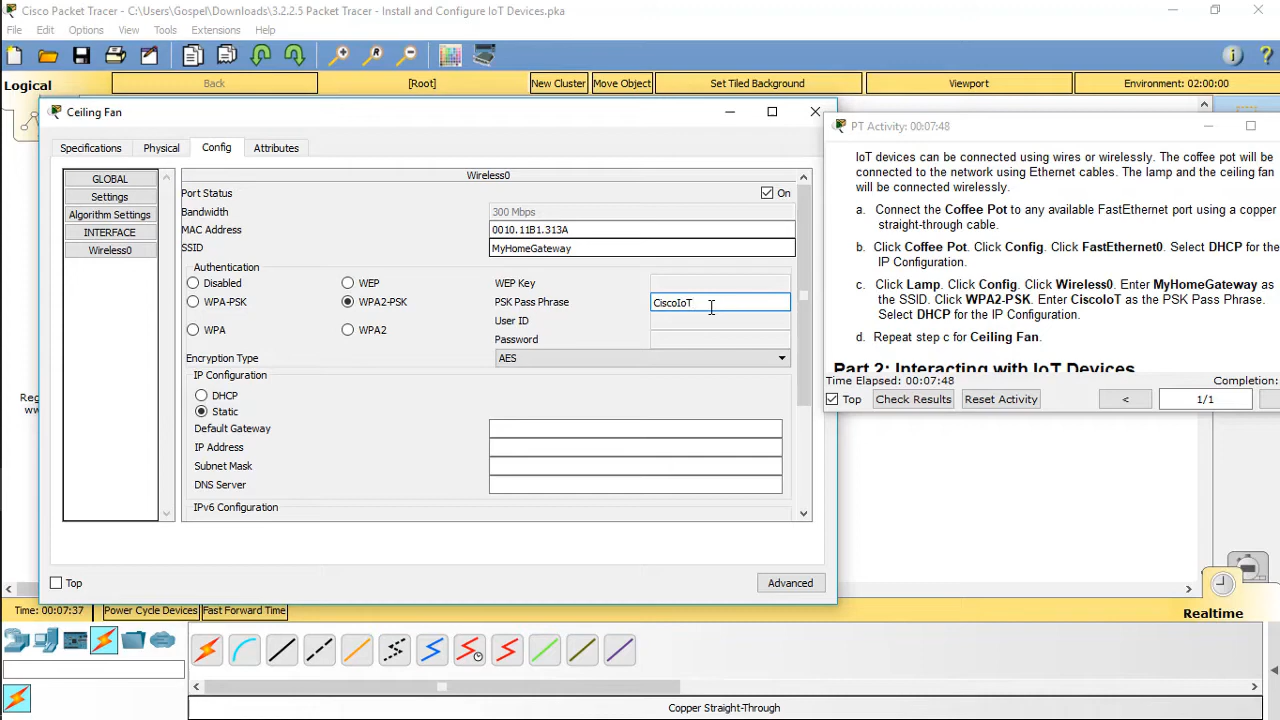 Cisco Packet Tracer - C:\Users\Gospel\Downloads\3.2.2.5 Packet Tracer - Install and Configure IoT Devices.pka
File Edit Options View Tools Extensions Help
Logical Back [Root] New Cluster Move Object Set Tiled Background Viewport Environment: 02:00:00
Ceiling Fan
Specifications Physical Config Attributes
GLOBAL
Settings
Algorithm Settings
INTERFACE
Wireless0
Wireless0
Port Status On
Bandwidth 300 Mbps
MAC Address 0010.11B1.313A
SSID MyHomeGateway
Authentication
Disabled WEP WEP Key
WPA-PSK WPA2-PSK PSK Pass Phrase CiscoIoT
User ID
WPA WPA2
Password
Encryption Type AES
IP Configuration
DHCP
Static
Default Gateway
IP Address
Subnet Mask
DNS Server
IPv6 Configuration
Top Advanced
PT Activity: 00:07:48
IoT devices can be connected using wires or wirelessly. The coffee pot will be
connected to the network using Ethernet cables. The lamp and the ceiling fan
will be connected wirelessly.
a. Connect the Coffee Pot to any available FastEthernet port using a copper
straight-through cable.
b. Click Coffee Pot. Click Config. Click FastEthernet0. Select DHCP for the
IP Configuration.
c. Click Lamp. Click Config. Click Wireless0. Enter MyHomeGateway as
the SSID. Click WPA2-PSK. Enter CiscoIoT as the PSK Pass Phrase.
Select DHCP for the IP Configuration.
d. Repeat step c for Ceiling Fan.
Part 2: Interacting with IoT Devices
Time Elapsed: 00:07:48 Completion:
Top Check Results Reset Activity < 1/1
Reg
ww
Time: 00:07:37 Power Cycle Devices Fast Forward Time Realtime
Copper Straight-Through